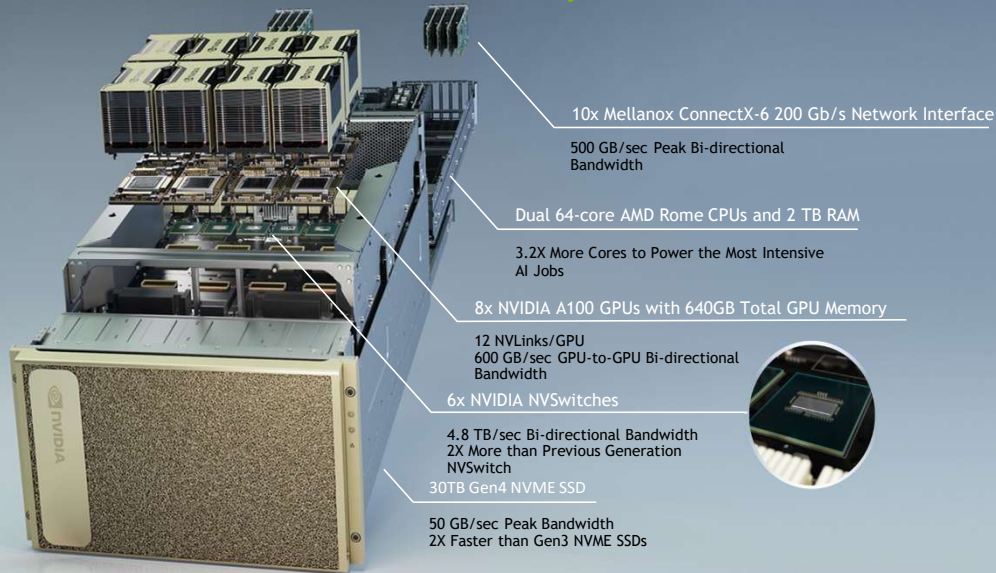 10x Mellanox ConnectX-6 200 Gb/s Network Interface
500 GB/sec Peak Bi-directional
Bandwidth
Dual 64-core AMD Rome CPUs and 2 TB RAM
3.2X More Cores to Power the Most Intensive
AI Jobs
8x NVIDIA A100 GPUs with 640GB Total GPU Memory
12 NVLinks/GPU
600 GB/sec GPU-to-GPU Bi-directional
Bandwidth
6x NVIDIA NVSwitches
4.8 TB/sec Bi-directional Bandwidth
2X More than Previous Generation
NVSwitch
30TB Gen4 NVME SSD
50 GB/sec Peak Bandwidth
2X Faster than Gen3 NVME SSDs
NVIDIA